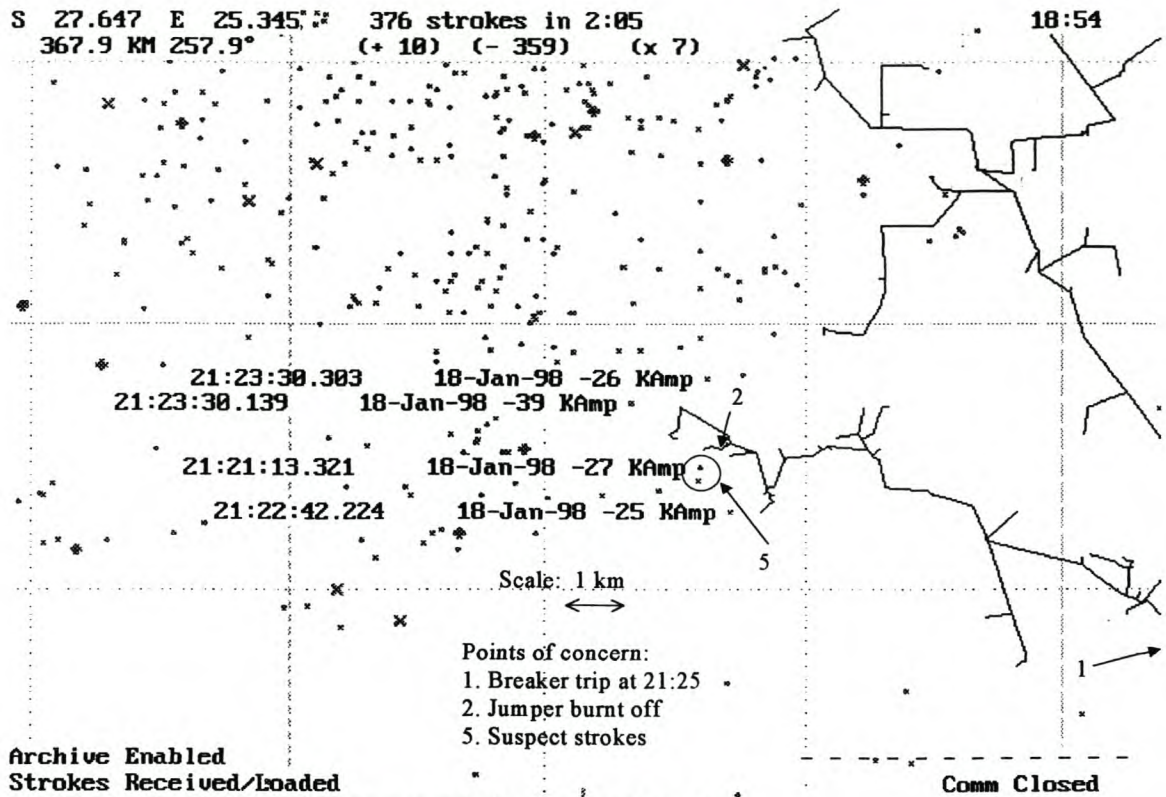 S 27.647 E 25.345 376 strokes in 2:05 18:54
367.9 KM 257.9° (+ 10) (- 359) (x 7)
21:23:30.303 18-Jan-98 -26 KAmp
21:23:30.139 18-Jan-98 -39 KAmp
2
21:21:13.321 18-Jan-98 -27 KAmp
21:22:42.224 18-Jan-98 -25 KAmp
5
Scale: 1 km
Points of concern:
1. Breaker trip at 21:25
2. Jumper burnt off
5. Suspect strokes
1
Archive Enabled
Strokes Received/Loaded Comm Closed